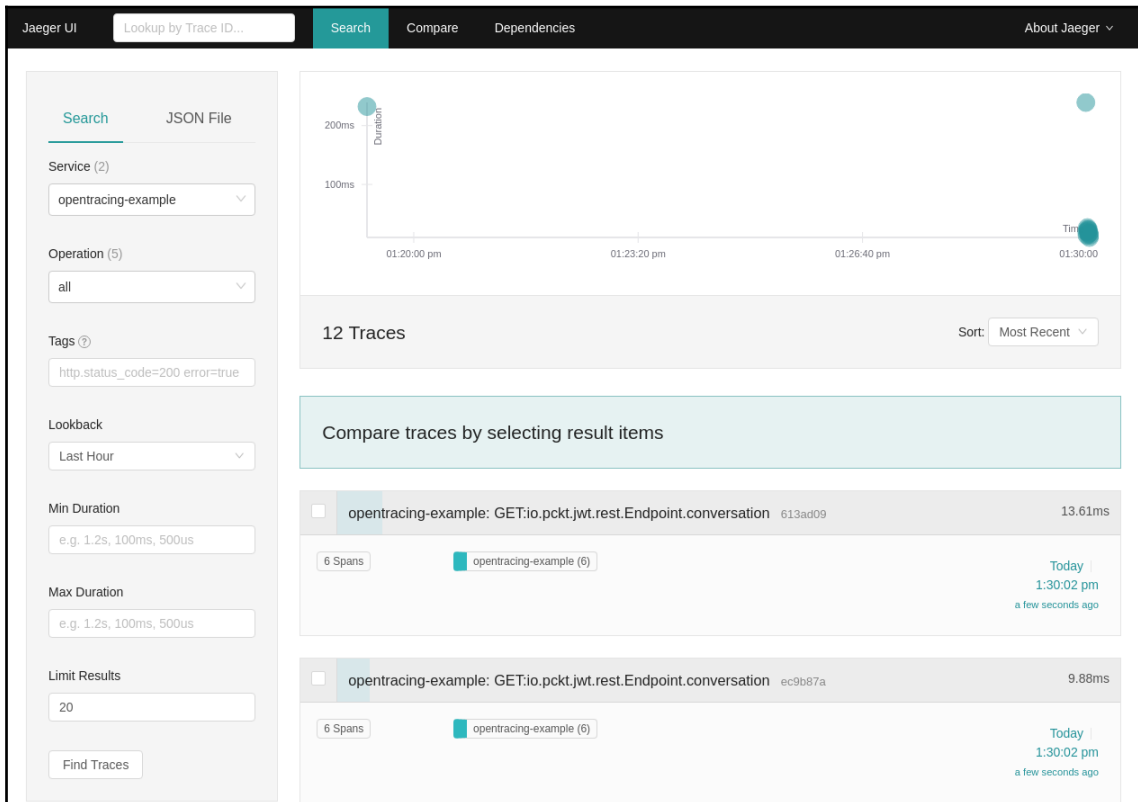 Jaeger UI
Lookup by Trace ID...
Search
Compare
Dependencies
About Jaeger
Search
JSON File
Service (2)
opentracing-example
Operation (5)
all
Tags
?
http.status_code=200 error=true
Lookback
Last Hour
Min Duration
e.g. 1.2s, 100ms, 500us
Max Duration
e.g. 1.2s, 100ms, 500us
Limit Results
20
Find Traces
Duration
200ms
100ms
01:20:00 pm
01:23:20 pm
01:26:40 pm
01:30:00
12 Traces
Sort:
Most Recent
Compare traces by selecting result items
opentracing-example: GET:io.pckt.jwt.rest.Endpoint.conversation 613ad09
13.61ms
6 Spans
opentracing-example (6)
Today
1:30:02 pm
a few seconds ago
opentracing-example: GET:io.pckt.jwt.rest.Endpoint.conversation ec9b87a
9.88ms
6 Spans
opentracing-example (6)
Today
1:30:02 pm
a few seconds ago